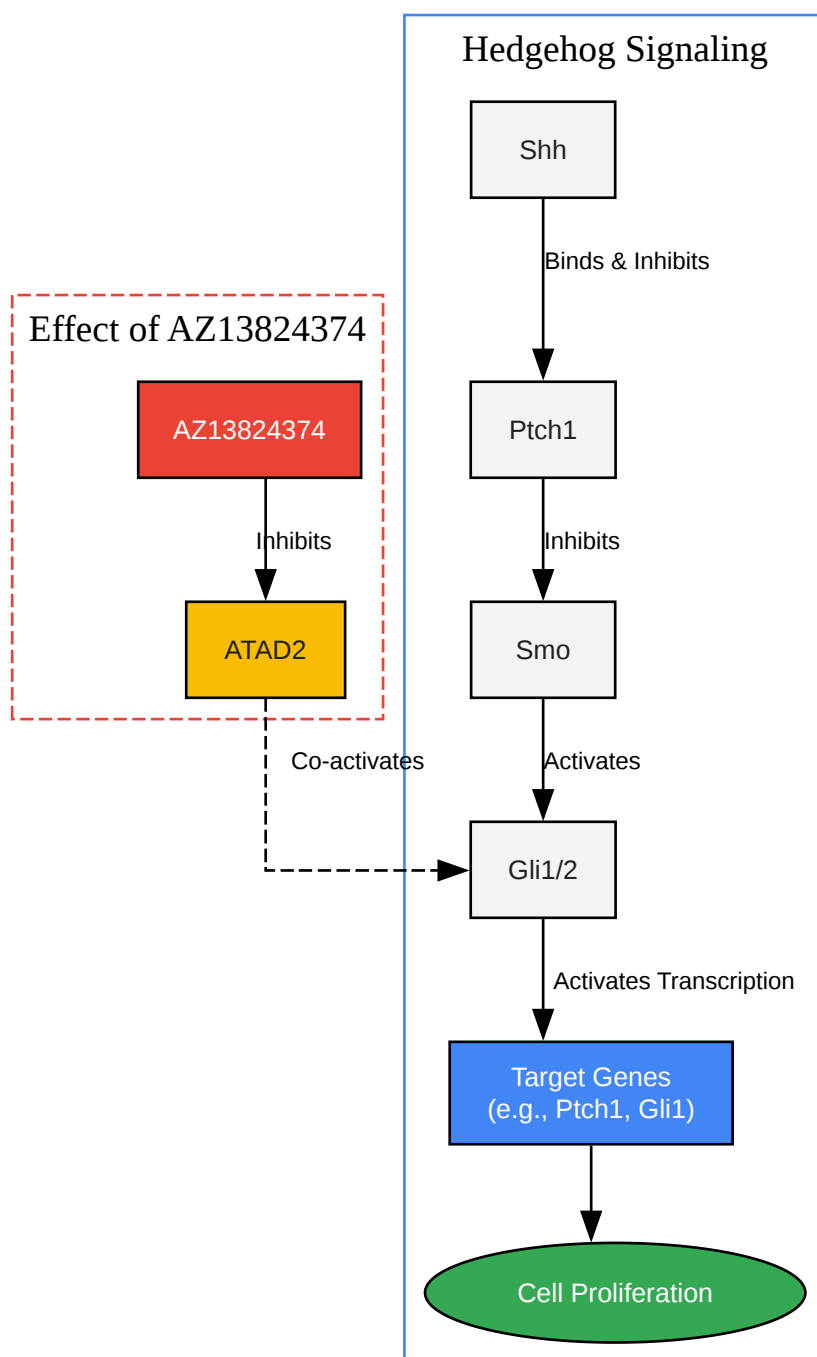 Hedgehog Signaling
Shh
Binds & Inhibits
Effect of AZ13824374
AZ13824374
Ptch1
Inhibits
Inhibits
ATAD2
Smo
Co-activates
Activates
Gli1/2
Activates Transcription
Target Genes
(e.g., Ptch1, Gli1)
Cell Proliferation